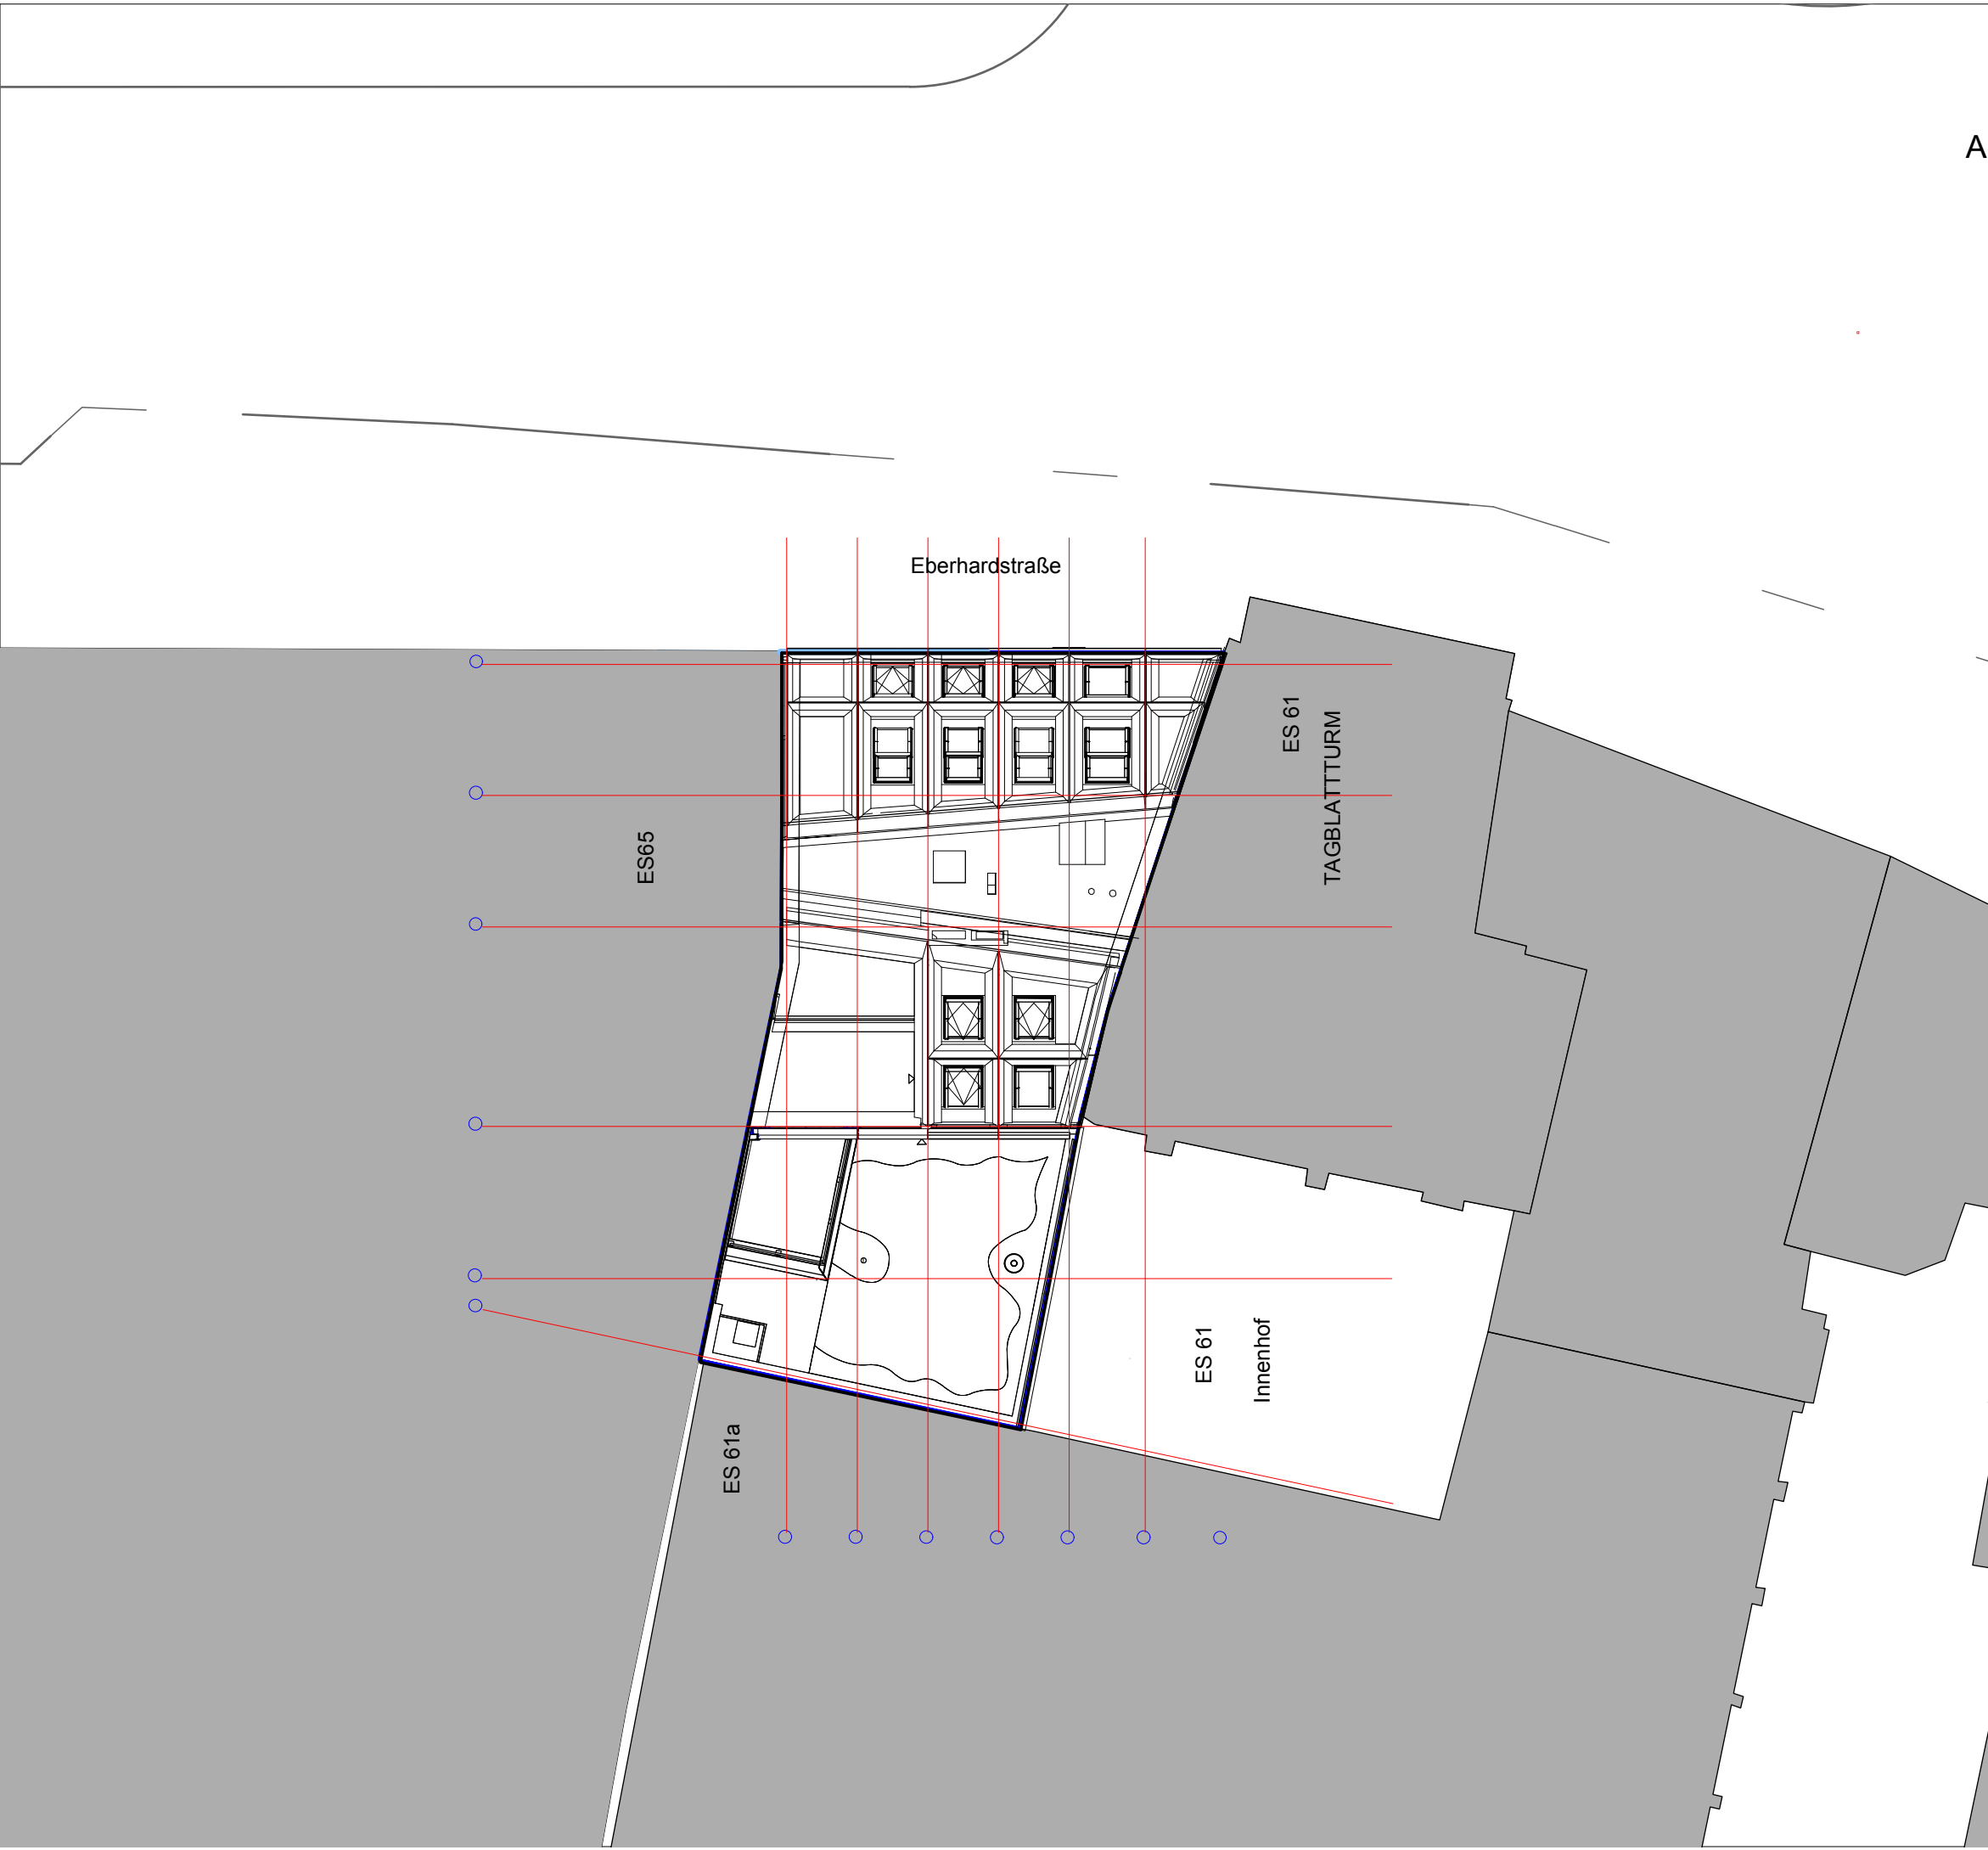 A
Eberhardstraße
ES 61
TAGBLATTTURM
ES65
ES 61
Innenhof
ES 61a